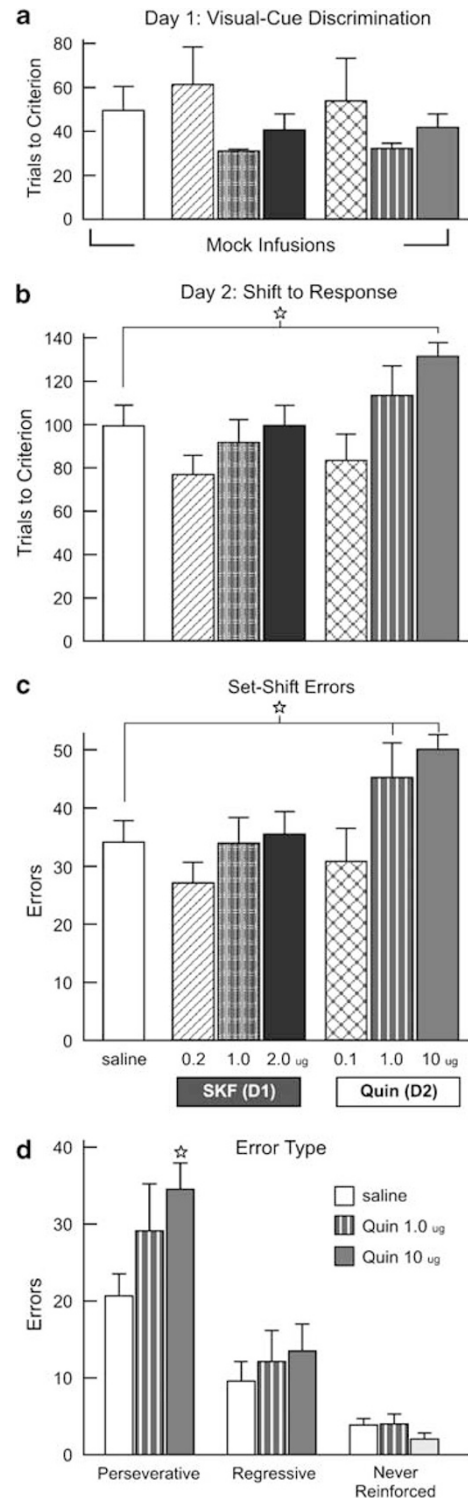 a Day 1: Visual-Cue Discrimination
80
60
40
20
0
Trials to Criterion
Mock Infusions
b Day 2: Shift to Response
140
120
100
80
60
40
20
0
Trials to Criterion
c Set-Shift Errors
50
40
30
20
10
0
Errors
saline 0.2 1.0 2.0 ug 0.1 1.0 10 ug
SKF (D1) Quin (D2)
d Error Type
40
30
20
10
0
Errors
saline
Quin 1.0 ug
Quin 10 ug
Perseverative Regressive Never
Reinforced